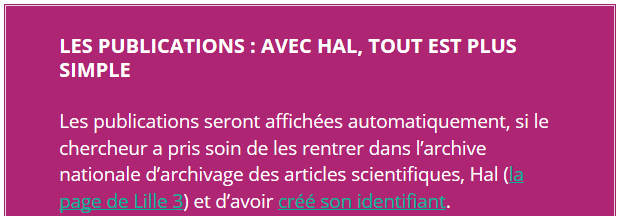 LES PUBLICATIONS : AVEC HAL, TOUT EST PLUS
SIMPLE
Les publications seront affichées automatiquement, si le
chercheur a pris soin de les rentrer dans l’archive
nationale d’archivage des articles scientifiques, Hal (la
page de Lille 3) et d’avoir créé son identifiant.